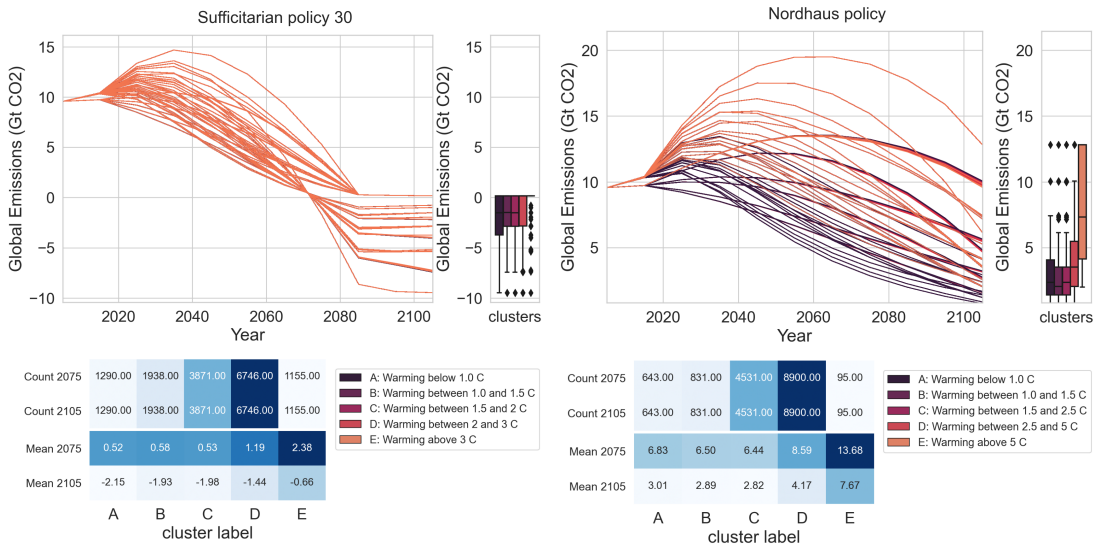 Sufficitarian policy 30
Global Emissions (Gt CO2)
15
10
5
0
−5
−10
2020
2040
2060
2080
2100
Year
Global Emissions (Gt CO2)
15
10
5
0
−5
−10
clusters
Count 2075 1290.00 1938.00 3871.00 6746.00 1155.00
Count 2105 1290.00 1938.00 3871.00 6746.00 1155.00
Mean 2075 0.52 0.58 0.53 1.19 2.38
Mean 2105 -2.15 -1.93 -1.98 -1.44 -0.66
A B C D E
cluster label
A: Warming below 1.0 C
B: Warming between 1.0 and 1.5 C
C: Warming between 1.5 and 2 C
D: Warming between 2 and 3 C
E: Warming above 3 C
Nordhaus policy
Global Emissions (Gt CO2)
20
15
10
5
2020
2040
2060
2080
2100
Year
Global Emissions (Gt CO2)
20
15
10
5
clusters
Count 2075 643.00 831.00 4531.00 8900.00 95.00
Count 2105 643.00 831.00 4531.00 8900.00 95.00
Mean 2075 6.83 6.50 6.44 8.59 13.68
Mean 2105 3.01 2.89 2.82 4.17 7.67
A B C D E
cluster label
A: Warming below 1.0 C
B: Warming between 1.0 and 1.5 C
C: Warming between 1.5 and 2.5 C
D: Warming between 2.5 and 5 C
E: Warming above 5 C